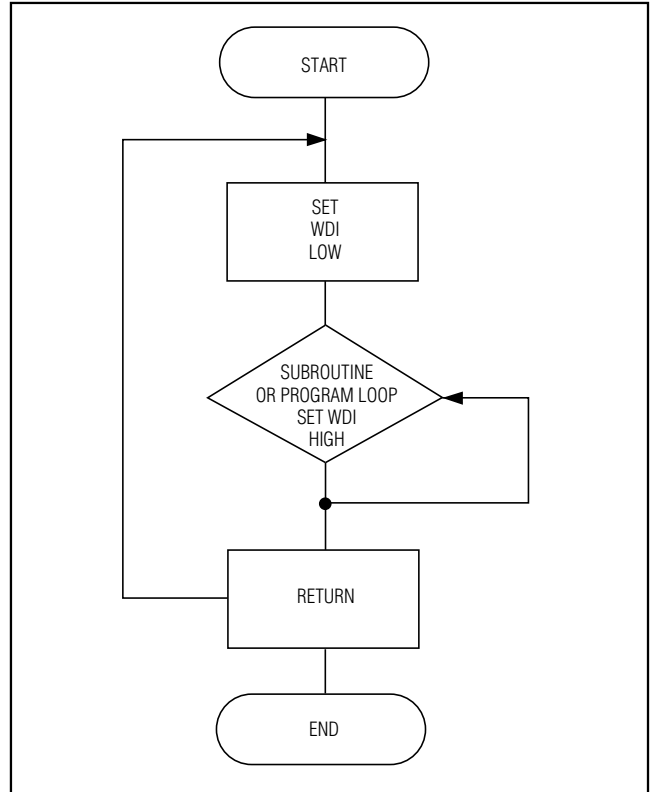 START
SET
WDI
LOW
SUBROUTINE
OR PROGRAM LOOP
SET WDI
HIGH
RETURN
END